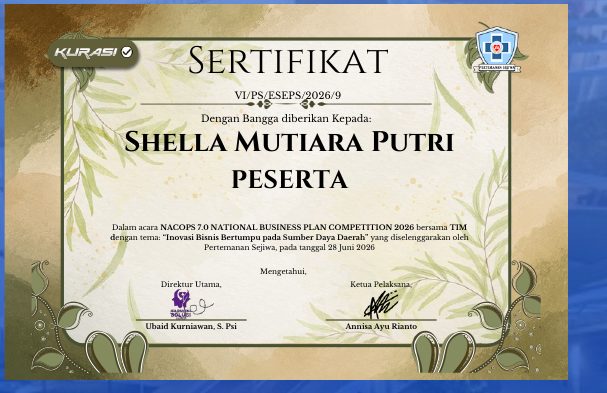 KURASI
SERTIFIKAT
PERTEMANAN SEJIWA
VI/PS/ESEPS/2026/9
Dengan Bangga diberikan Kepada:
SHELLA MUTIARA PUTRI
PESERTA
Dalam acara NACOPS 7.0 NATIONAL BUSINESS PLAN COMPETITION 2026 bersama TIM
dengan tema: "Inovasi Bisnis Bertumpu pada Sumber Daya Daerah" yang diselenggarakan oleh
Pertemanan Sejiwa, pada tanggal 28 Juni 2026
Mengetahui,
Direktur Utama,
Ketua Pelaksana,
SOLUSI
Ubaid Kurniawan, S. Psi
Annisa Ayu Rianto